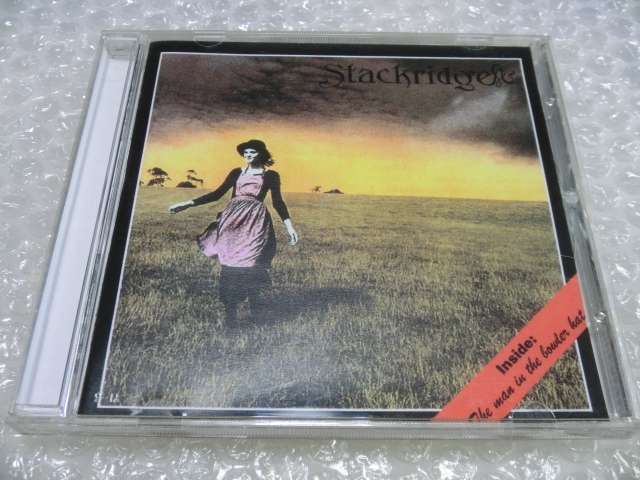 Stackridge
Inside:
The man in the bowler hat